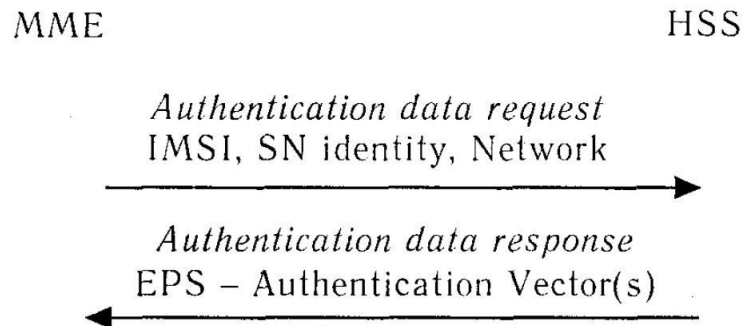 MME HSS
Authentication data request
IMSI, SN identity, Network
Authentication data response
EPS – Authentication Vector(s)